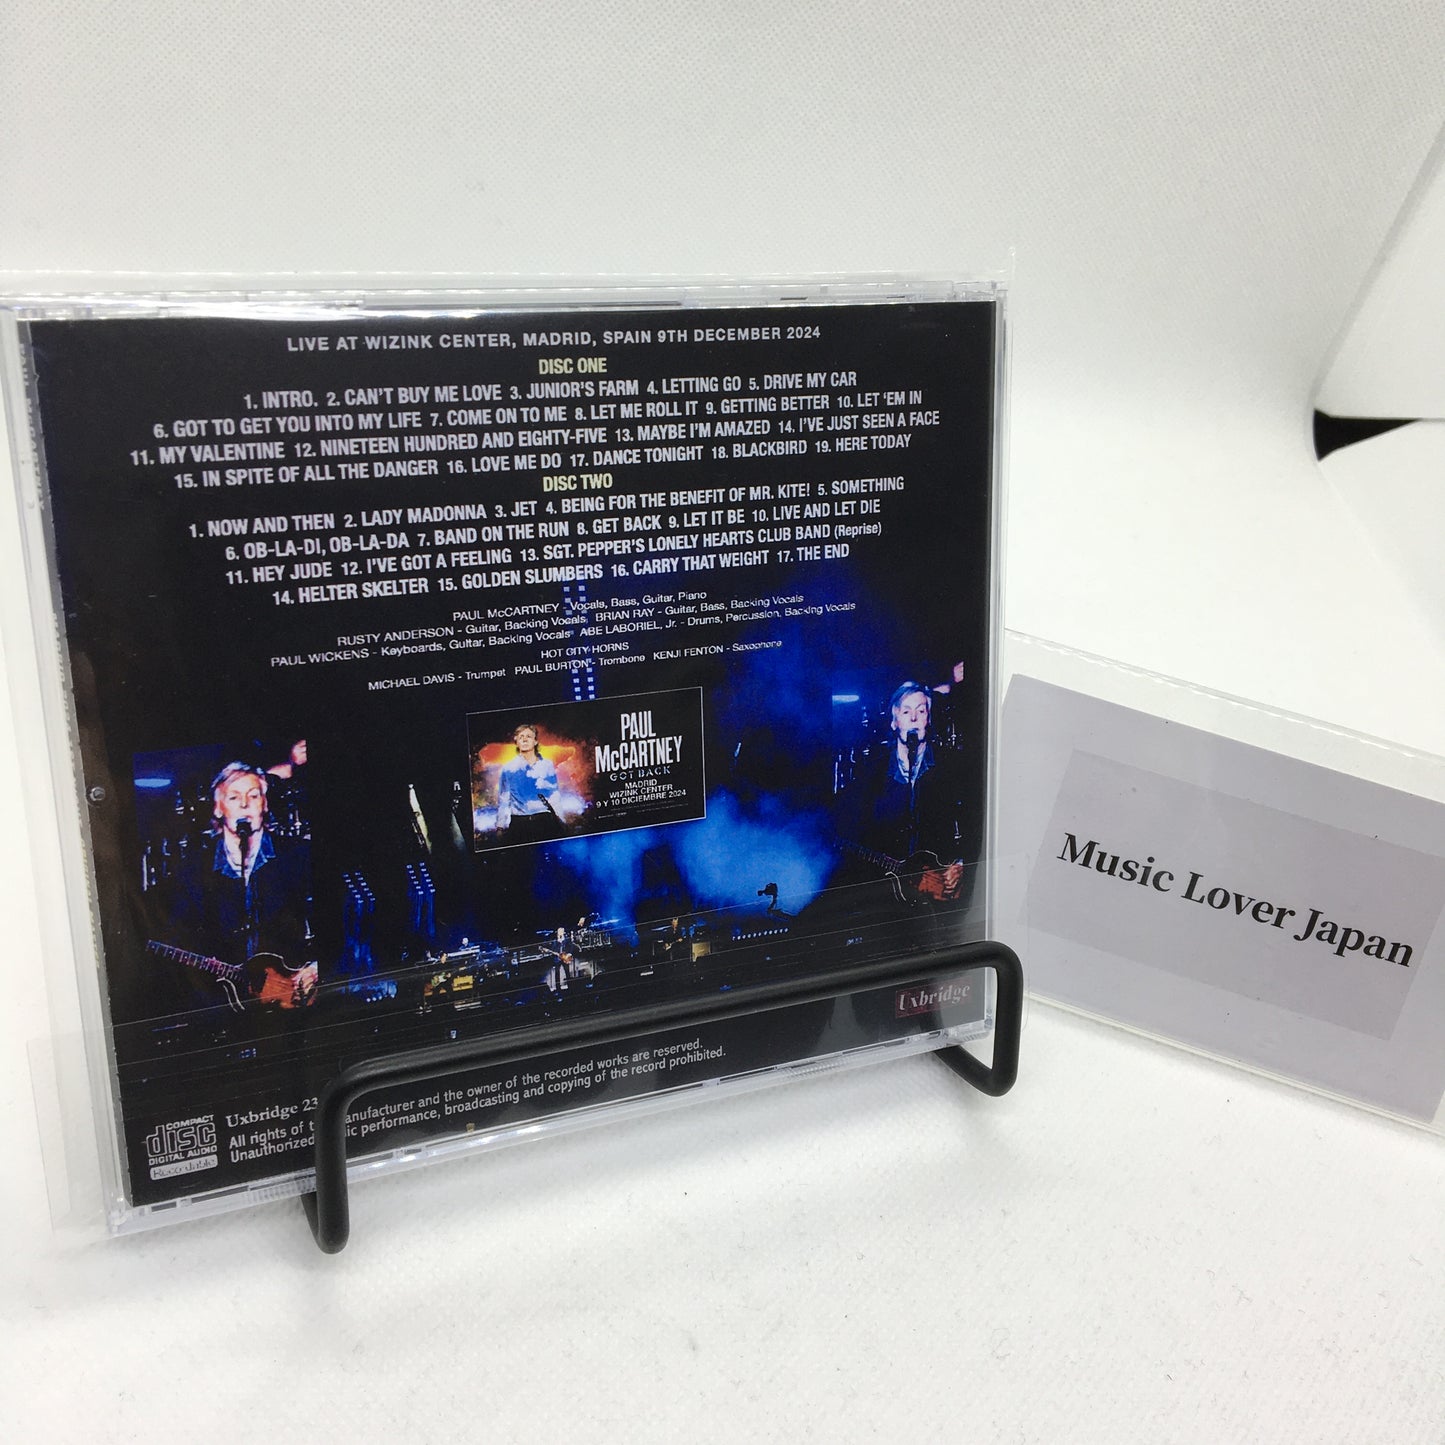 LIVE AT WIZINK CENTER, MADRID, SPAIN 9TH DECEMBER 2024
DISC ONE
1. INTRO. 2. CAN'T BUY ME LOVE 3. JUNIOR'S FARM 4. LETTING GO 5. DRIVE MY CAR
6. GOT TO GET YOU INTO MY LIFE 7. COME ON TO ME 8. LET ME ROLL IT 9. GETTING BETTER 10. LET 'EM IN
11. MY VALENTINE 12. NINETEEN HUNDRED AND EIGHTY-FIVE 13. MAYBE I'M AMAZED 14. I'VE JUST SEEN A FACE
15. IN SPITE OF ALL THE DANGER 16. LOVE ME DO 17. DANCE TONIGHT 18. BLACKBIRD 19. HERE TODAY
DISC TWO
1. NOW AND THEN 2. LADY MADONNA 3. JET 4. BEING FOR THE BENEFIT OF MR. KITE! 5. SOMETHING
6. OB-LA-DI, OB-LA-DA 7. BAND ON THE RUN 8. GET BACK 9. LET IT BE 10. LIVE AND LET DIE
11. HEY JUDE 12. I'VE GOT A FEELING 13. SGT. PEPPER'S LONELY HEARTS CLUB BAND (Reprise)
14. HELTER SKELTER 15. GOLDEN SLUMBERS 16. CARRY THAT WEIGHT 17. THE END
PAUL McCARTNEY - Vocals, Bass, Guitar, Piano
RUSTY ANDERSON - Guitar, Backing Vocals BRIAN RAY - Guitar, Bass, Backing Vocals
PAUL WICKENS - Keyboards, Guitar, Backing Vocals ABE LABORIEL, Jr. - Drums, Percussion, Backing Vocals
HOT CITY HORNS
MICHAEL DAVIS - Trumpet PAUL BURTON - Trombone KENJI FENTON - Saxophone
PAUL
McCARTNEY
GOT BACK
MADRID
WIZINK CENTER
9 Y 10 DICIEMBRE 2024
Uxbridge
COMPACT
disc
DIGITAL AUDIO
Recordable
Uxbridge 23
All rights of t anufacturer and the owner of the recorded works are reserved.
Unauthorized ic performance, broadcasting and copying of the record prohibited.
Music Lover Japan